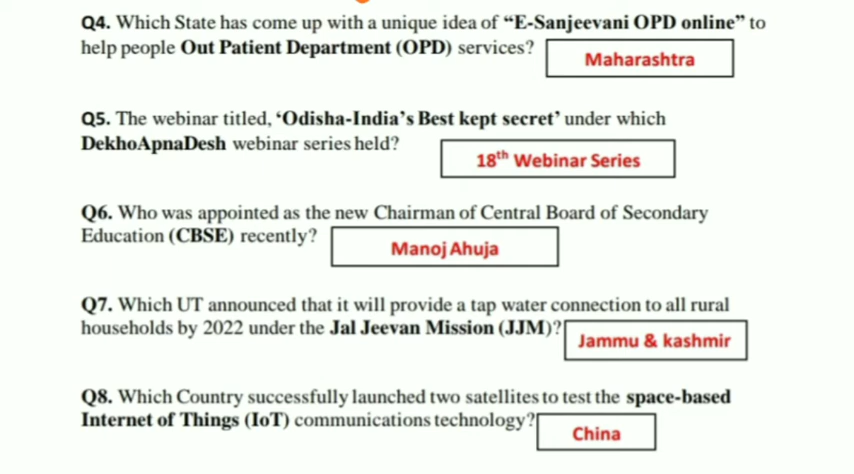 Q4. Which State has come up with a unique idea of “E-Sanjeevani OPD online” to
help people Out Patient Department (OPD) services?
Maharashtra
Q5. The webinar titled, ‘Odisha-India’s Best kept secret’ under which
DekhoApnaDesh webinar series held?
18th Webinar Series
Q6. Who was appointed as the new Chairman of Central Board of Secondary
Education (CBSE) recently?
Manoj Ahuja
Q7. Which UT announced that it will provide a tap water connection to all rural
households by 2022 under the Jal Jeevan Mission (JJM)?
Jammu & kashmir
Q8. Which Country successfully launched two satellites to test the space-based
Internet of Things (IoT) communications technology?
China